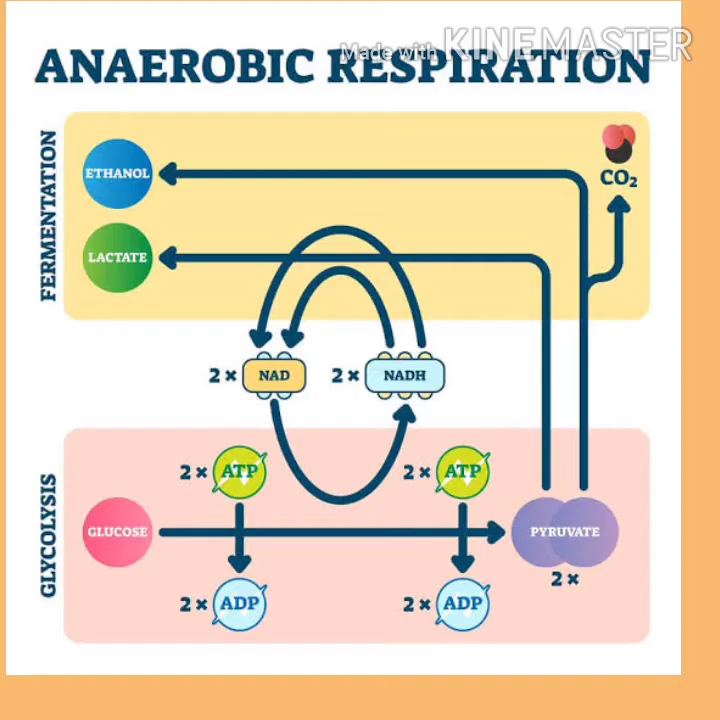 Made with KINEMASTER
ANAEROBIC RESPIRATION
FERMENTATION
ETHANOL
CO₂
LACTATE
2 × NAD
2 × NADH
GLYCOLYSIS
2 × ATP
2 × ATP
GLUCOSE
PYRUVATE
2 ×
2 × ADP
2 × ADP